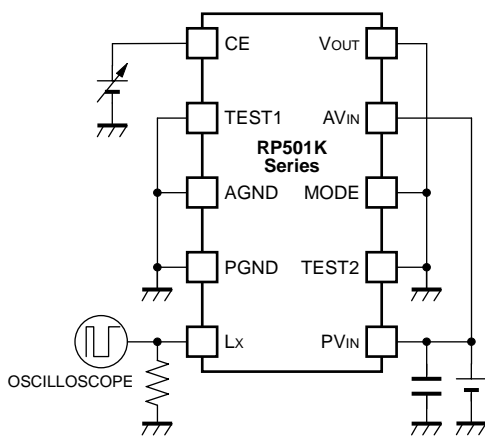 CE
VOUT
TEST1
AVIN
RP501K
Series
AGND
MODE
PGND
TEST2
LX
PVIN
OSCILLOSCOPE